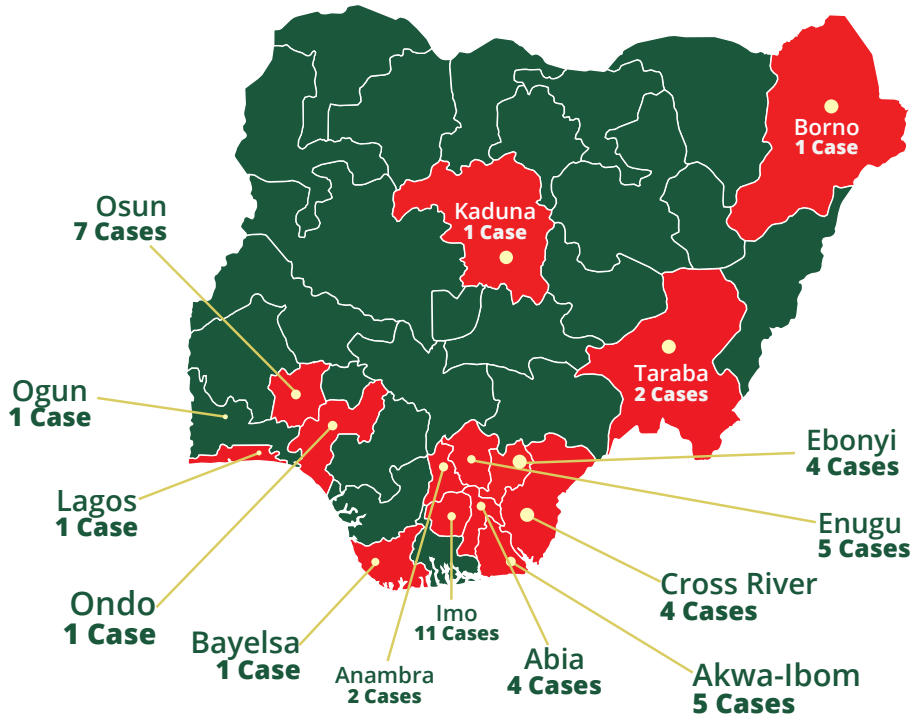 Borno
1 Case
Kaduna
1 Case
Osun
7 Cases
Taraba
2 Cases
Ogun
1 Case
Ebonyi
4 Cases
Lagos
1 Case
Enugu
5 Cases
Cross River
4 Cases
Ondo
1 Case
Imo
11 Cases
Bayelsa
1 Case
Abia
4 Cases
Anambra
2 Cases
Akwa-Ibom
5 Cases